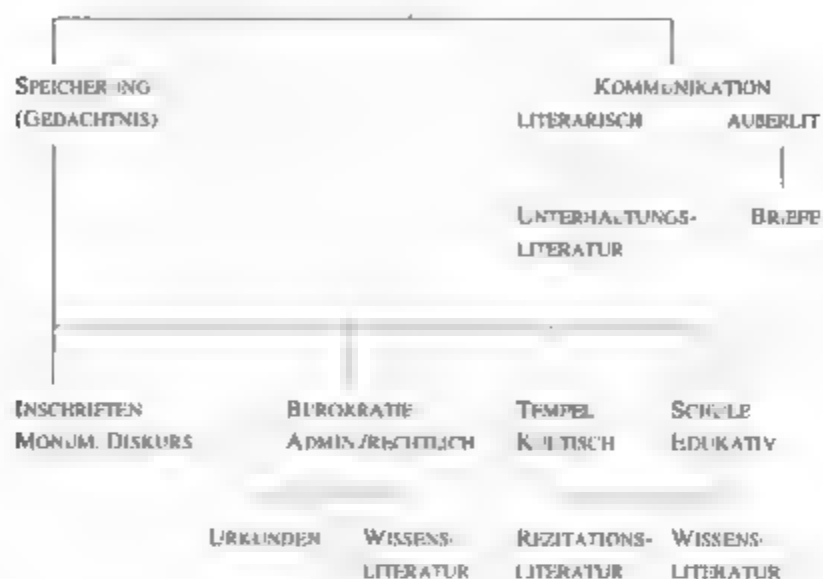 SPEICHERUNG KOMMUNIKATION
(GEDÄCHTNIS) LITERARISCH AUßERLIT
UNTERHALTUNGS- BRIEFE
LITERATUR
INSCHRIFTEN BÜROKRATIE TEMPEL SCHULE
MONUM. DISKURS ADMIN./RECHTLICH KULTISCH EDUKATIV
URKUNDEN WISSENS- REZITATIONS- WISSENS-
LITERATUR LITERATUR LITERATUR